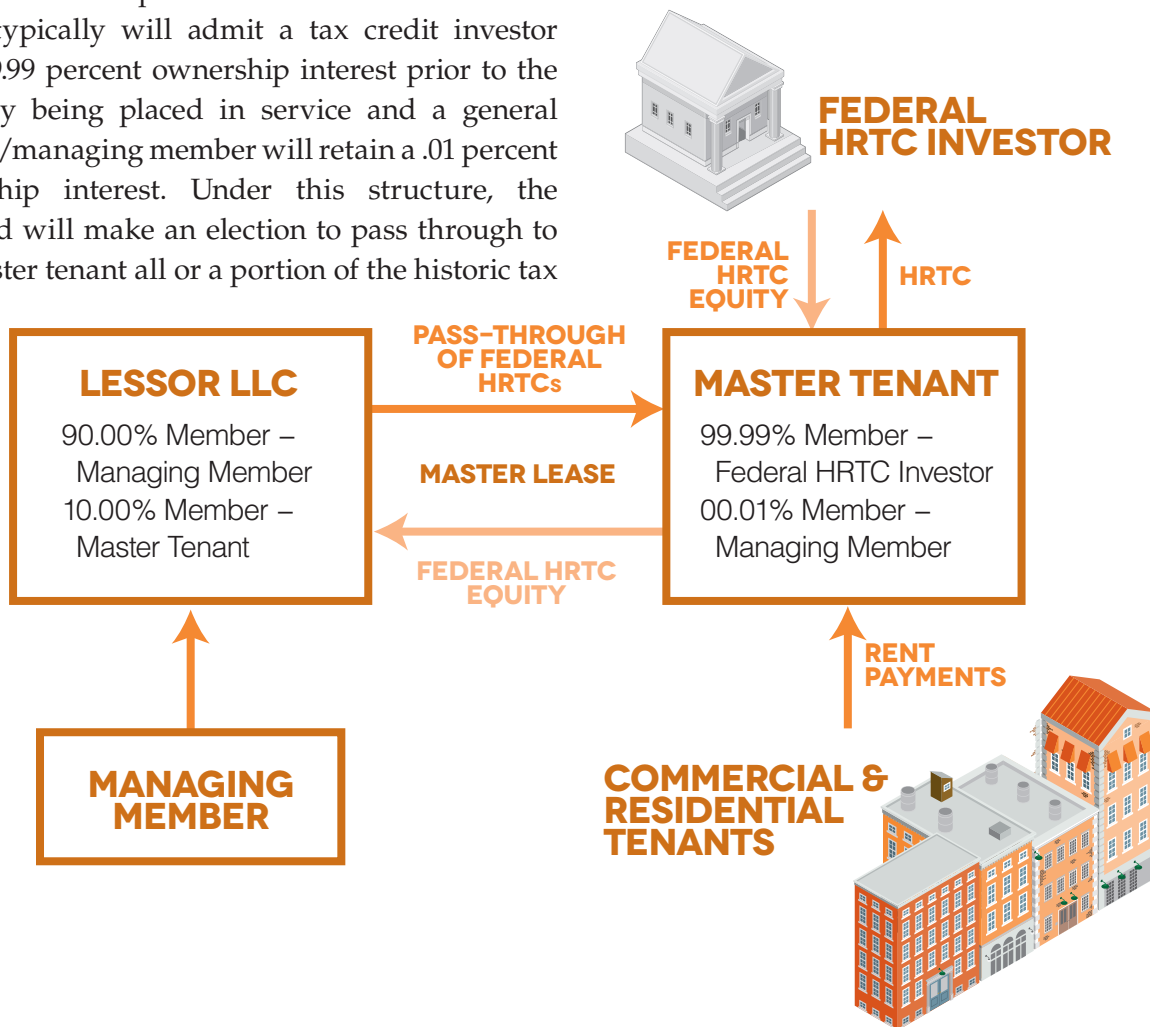 typically will admit a tax credit investor
.99 percent ownership interest prior to the
being placed in service and a general
/managing member will retain a .01 percent
interest. Under this structure, the
will make an election to pass through to
tenant all or a portion of the historic tax
FEDERAL
HRTC INVESTOR
FEDERAL
HRTC
EQUITY
HRTC
PASS–THROUGH
OF FEDERAL
HRTCs
LESSOR LLC
90.00% Member –
Managing Member
10.00% Member –
Master Tenant
MASTER LEASE
FEDERAL HRTC
EQUITY
MASTER TENANT
99.99% Member –
Federal HRTC Investor
00.01% Member –
Managing Member
RENT
PAYMENTS
MANAGING
MEMBER
COMMERCIAL &
RESIDENTIAL
TENANTS